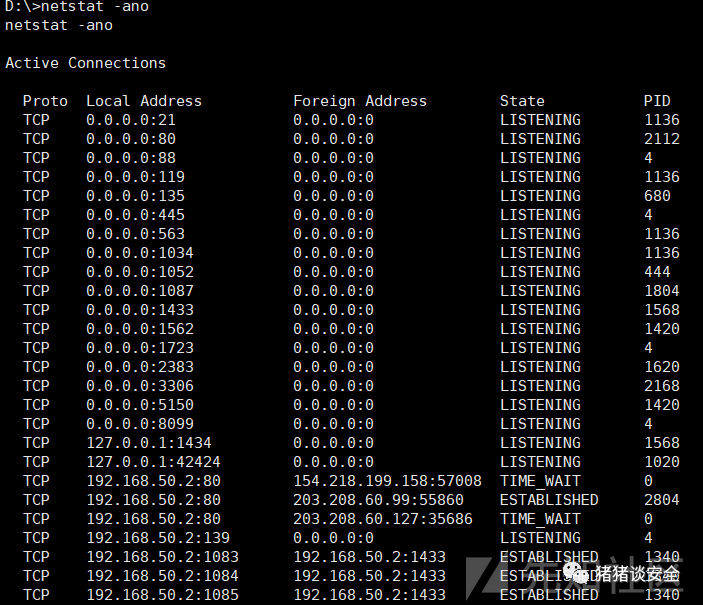 D:\>netstat -ano
netstat -ano
Active Connections
Proto Local Address Foreign Address State PID
TCP 0.0.0.0:21 0.0.0.0:0 LISTENING 1136
TCP 0.0.0.0:80 0.0.0.0:0 LISTENING 2112
TCP 0.0.0.0:88 0.0.0.0:0 LISTENING 4
TCP 0.0.0.0:119 0.0.0.0:0 LISTENING 1136
TCP 0.0.0.0:135 0.0.0.0:0 LISTENING 680
TCP 0.0.0.0:445 0.0.0.0:0 LISTENING 4
TCP 0.0.0.0:563 0.0.0.0:0 LISTENING 1136
TCP 0.0.0.0:1034 0.0.0.0:0 LISTENING 1136
TCP 0.0.0.0:1052 0.0.0.0:0 LISTENING 444
TCP 0.0.0.0:1087 0.0.0.0:0 LISTENING 1804
TCP 0.0.0.0:1433 0.0.0.0:0 LISTENING 1568
TCP 0.0.0.0:1562 0.0.0.0:0 LISTENING 1420
TCP 0.0.0.0:1723 0.0.0.0:0 LISTENING 4
TCP 0.0.0.0:2383 0.0.0.0:0 LISTENING 1620
TCP 0.0.0.0:3306 0.0.0.0:0 LISTENING 2168
TCP 0.0.0.0:5150 0.0.0.0:0 LISTENING 1420
TCP 0.0.0.0:8099 0.0.0.0:0 LISTENING 4
TCP 127.0.0.1:1434 0.0.0.0:0 LISTENING 1568
TCP 127.0.0.1:42424 0.0.0.0:0 LISTENING 1020
TCP 192.168.50.2:80 154.218.199.158:57008 TIME_WAIT 0
TCP 192.168.50.2:80 203.208.60.99:55860 ESTABLISHED 2804
TCP 192.168.50.2:80 203.208.60.127:35686 TIME_WAIT 0
TCP 192.168.50.2:139 0.0.0.0:0 LISTENING 4
TCP 192.168.50.2:1083 192.168.50.2:1433 ESTABLISHED 1340
TCP 192.168.50.2:1084 192.168.50.2:1433
猪猪谈安全
TCP 192.168.50.2:1085 192.168.50.2:1433 ESTABLISHED 1340